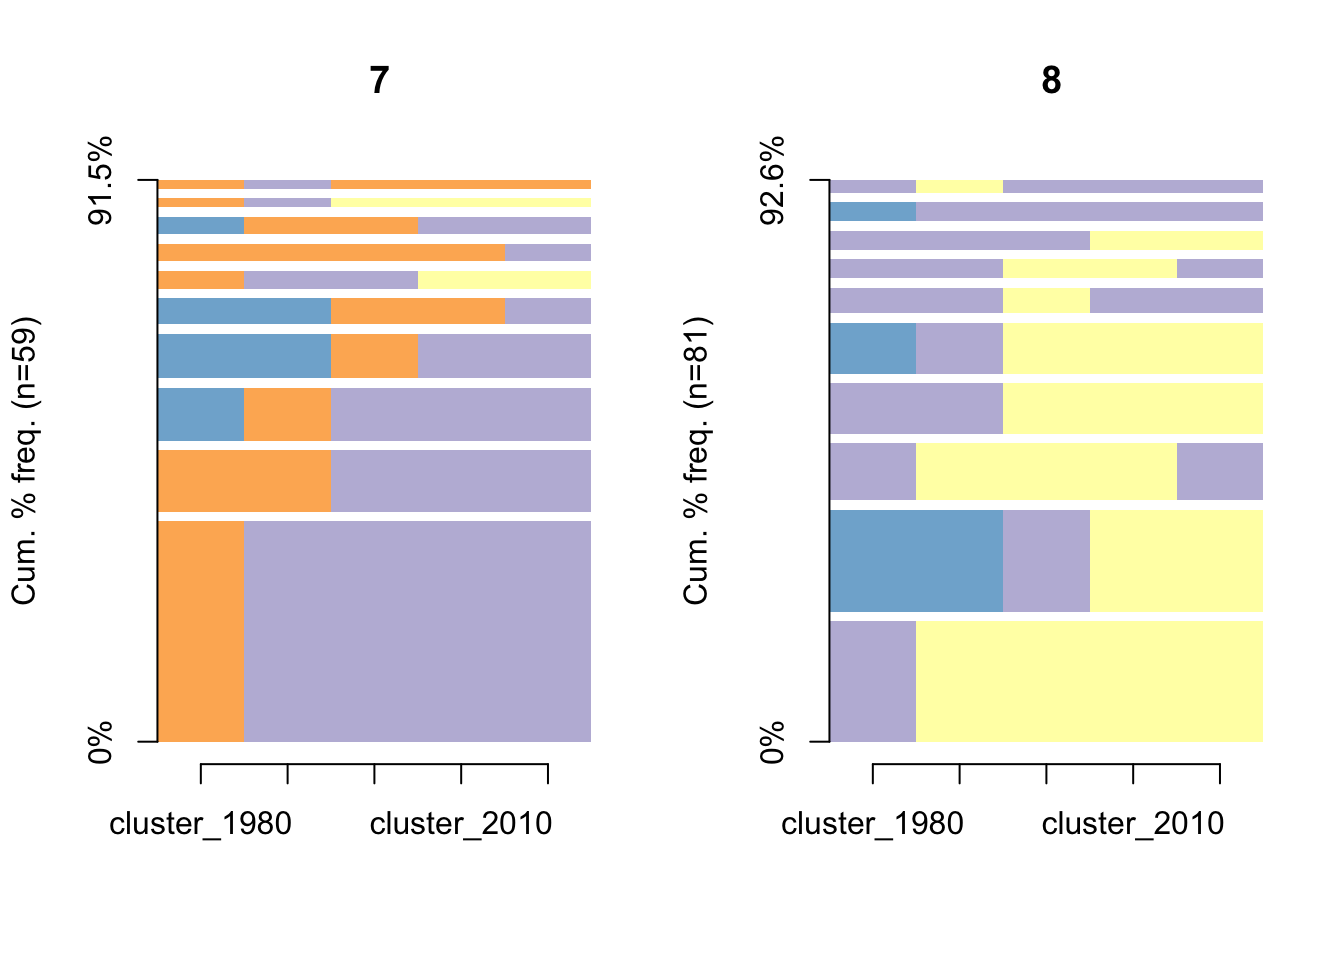 7
91.5%
Cum. % freq. (n=59)
0%
cluster_1980
cluster_2010
8
92.6%
Cum. % freq. (n=81)
0%
cluster_1980
cluster_2010